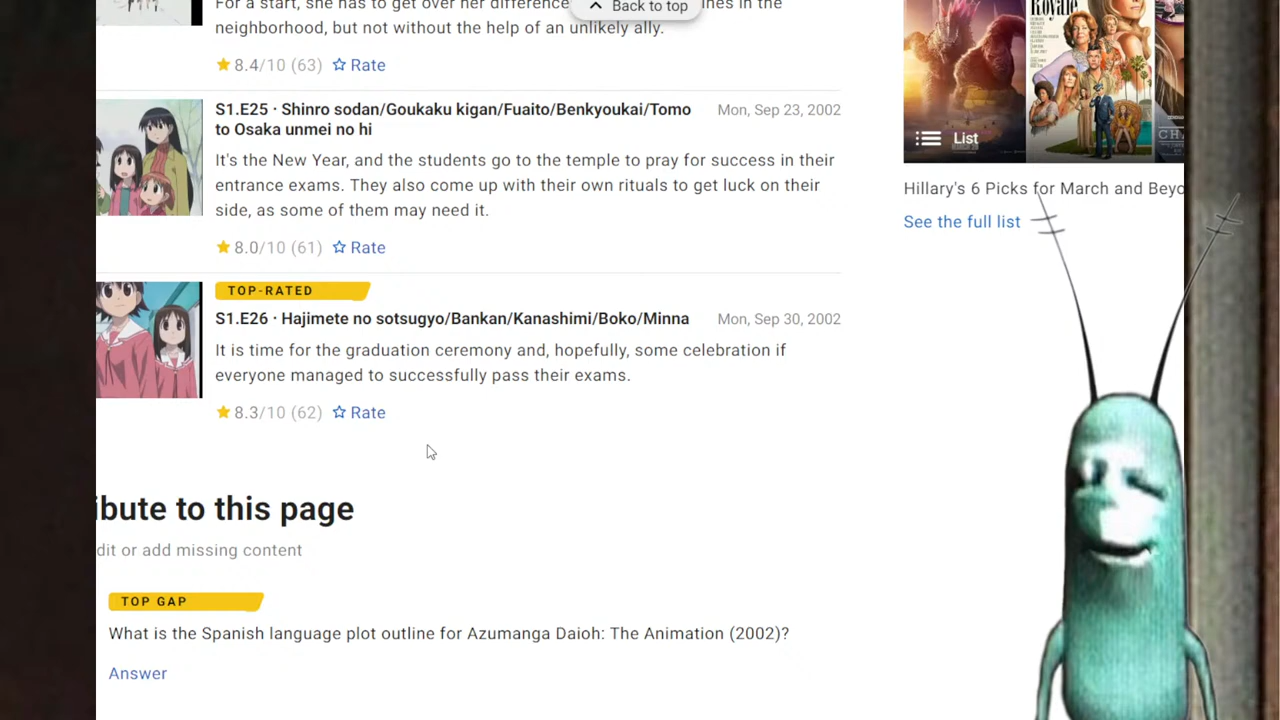 For a start, she has to get over her difference
ines in the
Back to top
neighborhood, but not without the help of an unlikely ally.
8.4/10 (63) Rate
S1.E25 · Shinro sodan/Goukaku kigan/Fuaito/Benkyoukai/Tomo
to Osaka unmei no hi
Mon, Sep 23, 2002
It's the New Year, and the students go to the temple to pray for success in their
entrance exams. They also come up with their own rituals to get luck on their
side, as some of them may need it.
8.0/10 (61) Rate
TOP-RATED
S1.E26 · Hajimete no sotsugyo/Bankan/Kanashimi/Boko/Minna
Mon, Sep 30, 2002
It is time for the graduation ceremony and, hopefully, some celebration if
everyone managed to successfully pass their exams.
8.3/10 (62) Rate
ibute to this page
dit or add missing content
TOP GAP
What is the Spanish language plot outline for Azumanga Daioh: The Animation (2002)?
Answer
Royale
List
Hillary's 6 Picks for March and Beyo
See the full list